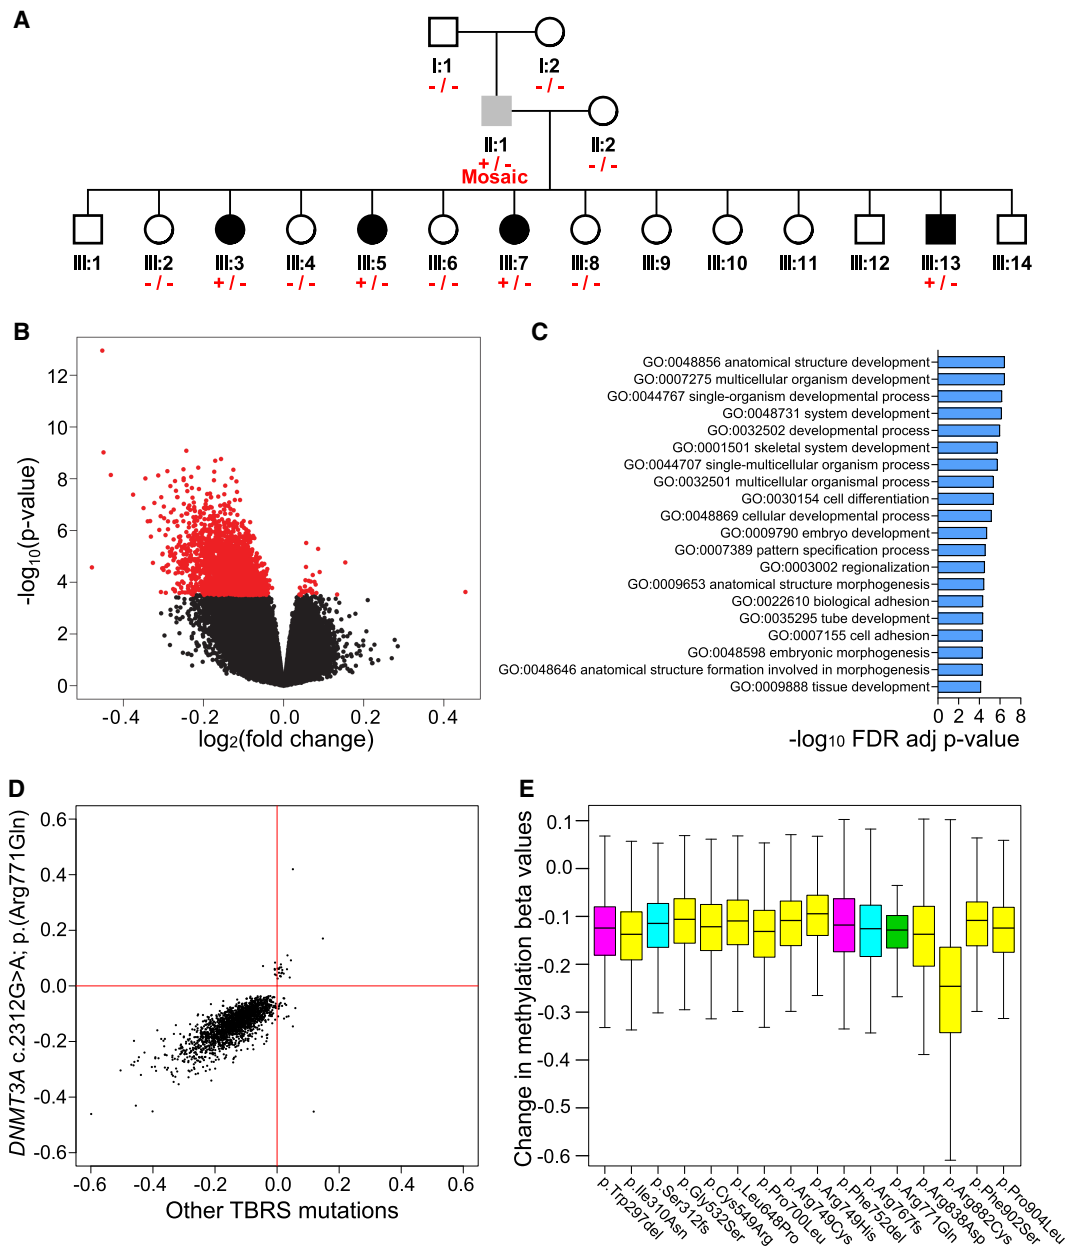 A
I:1
- / -
I:2
- / -
II:1
+ / -
Mosaic
II:2
- / -
III:1
III:2
- / -
III:3
+ / -
III:4
- / -
III:5
+ / -
III:6
- / -
III:7
+ / -
III:8
- / -
III:9
III:10
III:11
III:12
III:13
+ / -
III:14
B
-log10(p-value)
12
10
8
6
4
2
0
-0.4
-0.2
0.0
0.2
0.4
log2(fold change)
C
GO:0048856 anatomical structure development
GO:0007275 multicellular organism development
GO:0044767 single-organism developmental process
GO:0048731 system development
GO:0032502 developmental process
GO:0001501 skeletal system development
GO:0044707 single-multicellular organism process
GO:0032501 multicellular organismal process
GO:0030154 cell differentiation
GO:0048869 cellular developmental process
GO:0009790 embryo development
GO:0007389 pattern specification process
GO:0003002 regionalization
GO:0009653 anatomical structure morphogenesis
GO:0022610 biological adhesion
GO:0035295 tube development
GO:0007155 cell adhesion
GO:0048598 embryonic morphogenesis
GO:0048646 anatomical structure formation involved in morphogenesis
GO:0009888 tissue development
0 2 4 6 8
-log10 FDR adj p-value
D
DNMT3A c.2312G>A; p.(Arg771Gln)
0.6
0.4
0.2
0.0
-0.2
-0.4
-0.6
-0.6
-0.4
-0.2
0.0
0.2
0.4
0.6
Other TBRS mutations
E
Change in methylation beta values
0.1
0.0
-0.1
-0.2
-0.3
-0.4
-0.5
-0.6
p.Trp297del
p.Ile310Asn
p.Ser312fs
p.Gly532Ser
p.Cys549Arg
p.Leu648Pro
p.Pro700Leu
p.Arg749Cys
p.Arg749His
p.Phe752del
p.Arg767fs
p.Arg771Gln
p.Arg838Asp
p.Arg882Cys
p.Phe902Ser
p.Pro904Leu